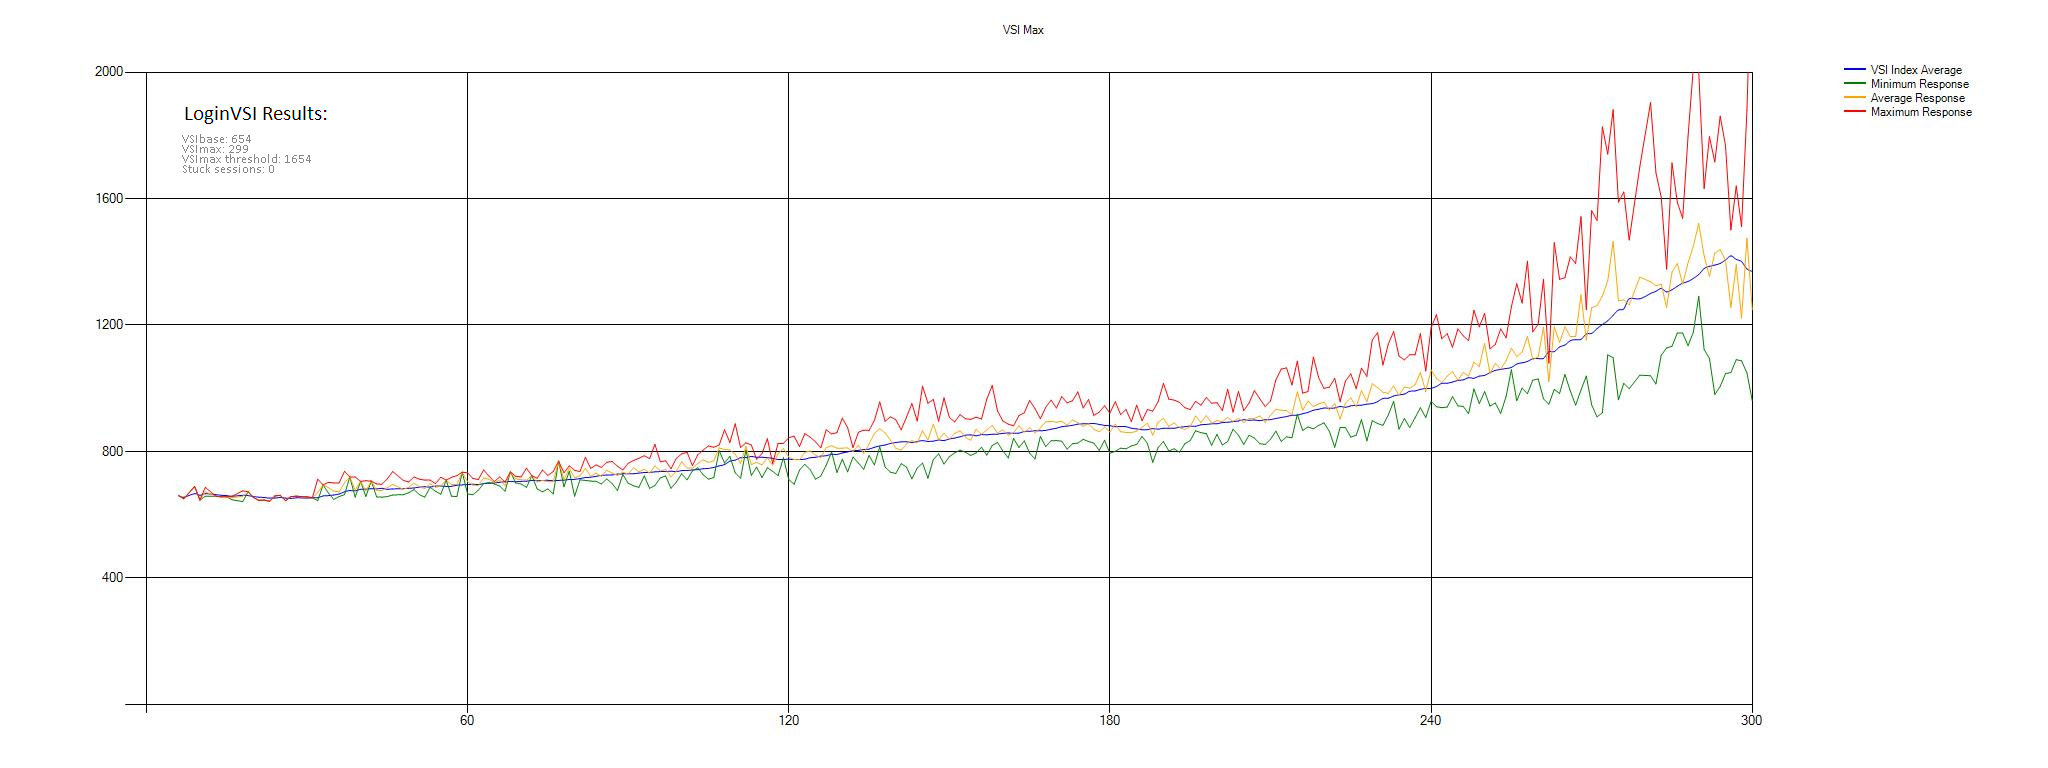 VSI Max
2000
1600
1200
800
400
60
120
180
240
300
LoginVSI Results:
VSIbase: 654
VSImax: 299
VSImax threshold: 1654
Stuck sessions: 0
VSI Index Average
Minimum Response
Average Response
Maximum Response